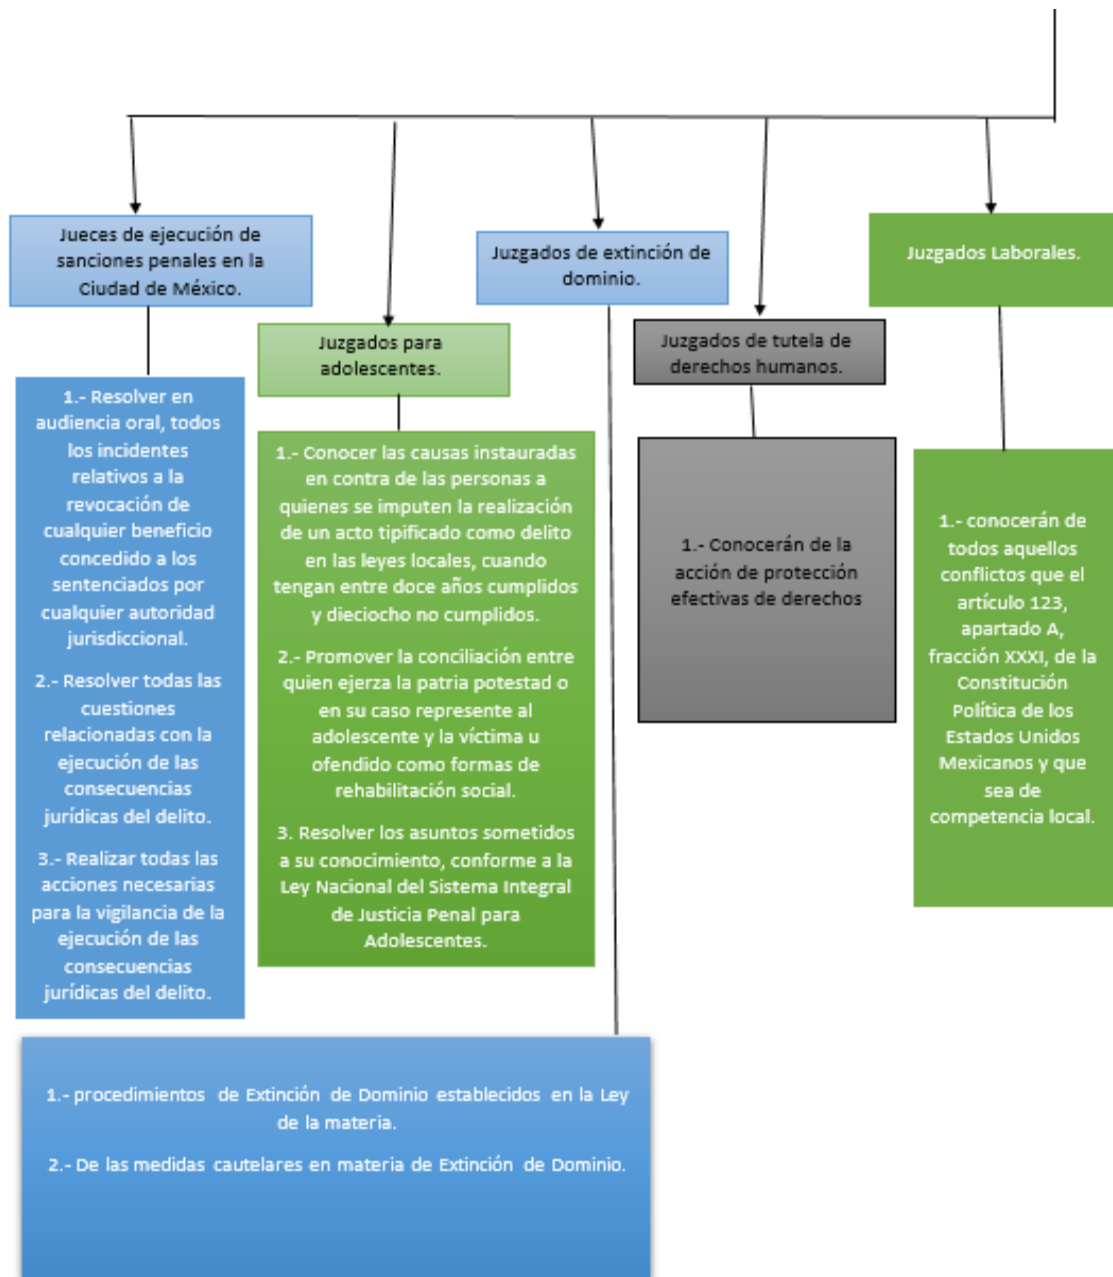 Jueces de ejecución de
sanciones penales en la
Ciudad de México.
1.- Resolver en
audiencia oral, todos
los incidentes
relativos a la
revocación de
cualquier beneficio
concedido a los
sentenciados por
cualquier autoridad
jurisdiccional.
2.- Resolver todas las
cuestiones
relacionadas con la
ejecución de las
consecuencias
jurídicas del delito.
3.- Realizar todas las
acciones necesarias
para la vigilancia de la
ejecución de las
consecuencias
jurídicas del delito.
Juzgados para
adolescentes.
1.- Conocer las causas instauradas
en contra de las personas a
quienes se imputen la realización
de un acto tipificado como delito
en las leyes locales, cuando
tengan entre doce años cumplidos
y dieciocho no cumplidos.
2.- Promover la conciliación entre
quien ejerza la patria potestad o
en su caso represente al
adolescente y la víctima u
ofendido como formas de
rehabilitación social.
3. Resolver los asuntos sometidos
a su conocimiento, conforme a la
Ley Nacional del Sistema Integral
de Justicia Penal para
Adolescentes.
Juzgados de extinción de
dominio.
1.- procedimientos de Extinción de Dominio establecidos en la Ley
de la materia.
2.- De las medidas cautelares en materia de Extinción de Dominio.
Juzgados de tutela de
derechos humanos.
1.- Conocerán de la
acción de protección
efectivas de derechos
Juzgados Laborales.
1.- conocerán de
todos aquellos
conflictos que el
artículo 123,
apartado A,
fracción XXXI, de la
Constitución
Política de los
Estados Unidos
Mexicanos y que
sea de
competencia local.